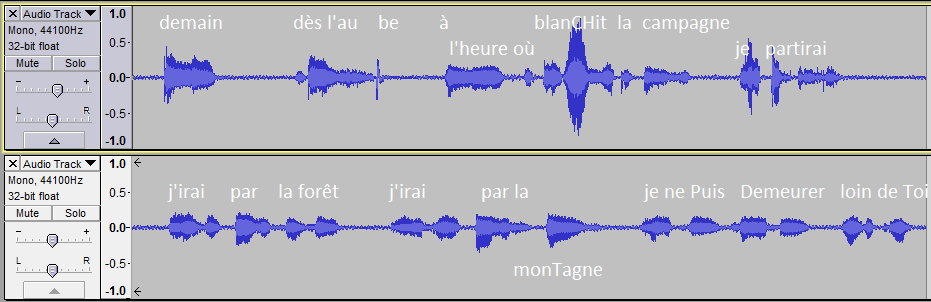 Audio Track
Mono, 44100Hz
32-bit float
Mute Solo
- +
L R
1.0
0.5
0.0
-0.5
-1.0
demain dès l'au be à blanCHit la campagne
l'heure où je partirai
Audio Track
Mono, 44100Hz
32-bit float
Mute Solo
- +
L R
1.0
0.5
0.0
-0.5
-1.0
j'irai par la forêt j'irai par la je ne Puis Demeurer loin de Toi
monTagne